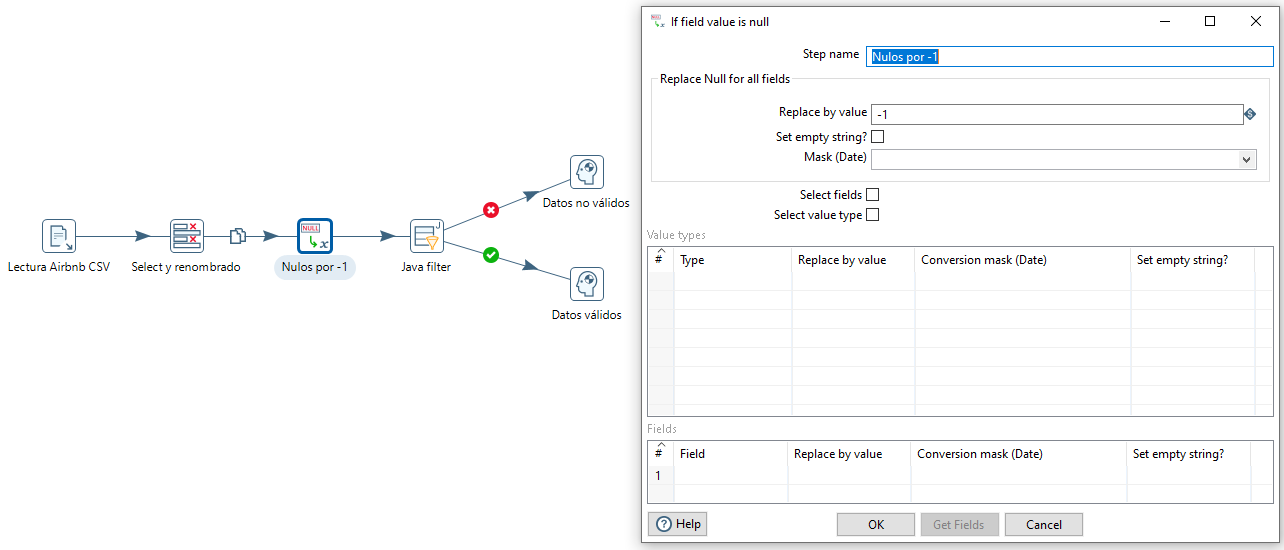 Lectura Airbnb CSV
Select y renombrado
NULL
x
Nulos por -1
J
Java filter
Datos no válidos
Datos válidos
NULL
x
If field value is null
Step name
Nulos por -1
Replace Null for all fields
Replace by value
-1
S
Set empty string?
Mask (Date)
Select fields
Select value type
Value types
# Type Replace by value Conversion mask (Date) Set empty string?
Fields
# Field Replace by value Conversion mask (Date) Set empty string?
1
? Help
OK
Get Fields
Cancel